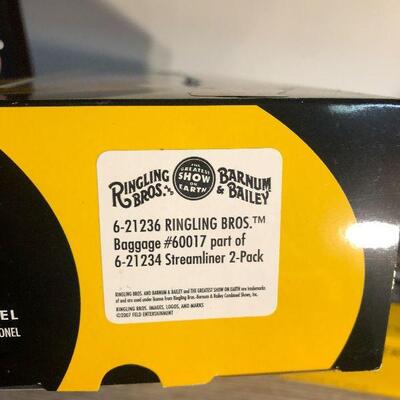 RINGLING BROS. AND THE GREATEST SHOW ON EARTH BARNUM & BAILEY
6-21236 RINGLING BROS.™
Baggage #60017 part of
6-21234 Streamliner 2-Pack
RINGLING BROS. AND BARNUM & BAILEY and THE GREATEST SHOW ON EARTH are trademarks
of and are used under license from Ringling Bros.-Barnum & Bailey Combined Shows, Inc.
RINGLING BROS. IMAGES, LOGOS, AND MARKS
©2007 FELD ENTERTAINMENT
EL
ONEL